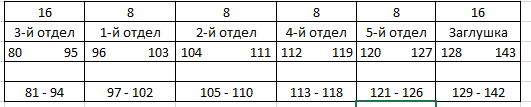 16 8 8 8 8 16
3-й отдел 1-й отдел 2-й отдел 4-й отдел 5-й отдел Заглушка
80 95 96 103 104 111 112 119 120 127 128 143
81 - 94 97 - 102 105 - 110 113 - 118 121 - 126 129 - 142